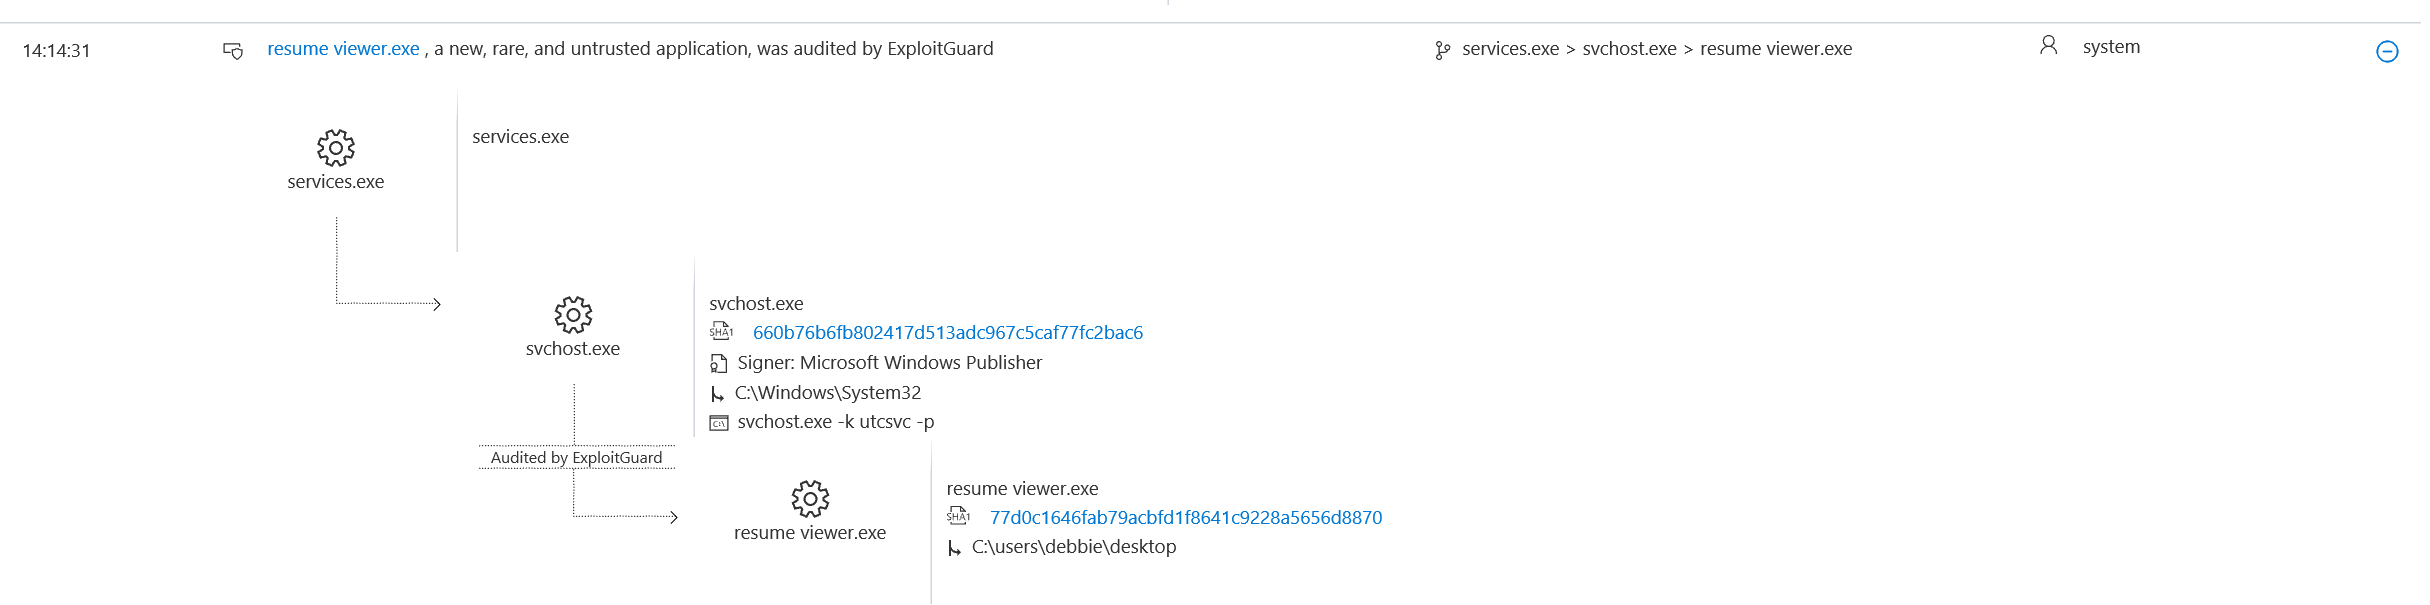 14:14:31
resume viewer.exe , a new, rare, and untrusted application, was audited by ExploitGuard
services.exe > svchost.exe > resume viewer.exe
system
services.exe
services.exe
svchost.exe
svchost.exe
SHA1 660b76b6fb802417d513adc967c5caf77fc2bac6
Signer: Microsoft Windows Publisher
C:\Windows\System32
C:\ svchost.exe -k utcsvc -p
Audited by ExploitGuard
resume viewer.exe
resume viewer.exe
SHA1 77d0c1646fab79acbfd1f8641c9228a5656d8870
C:\users\debbie\desktop